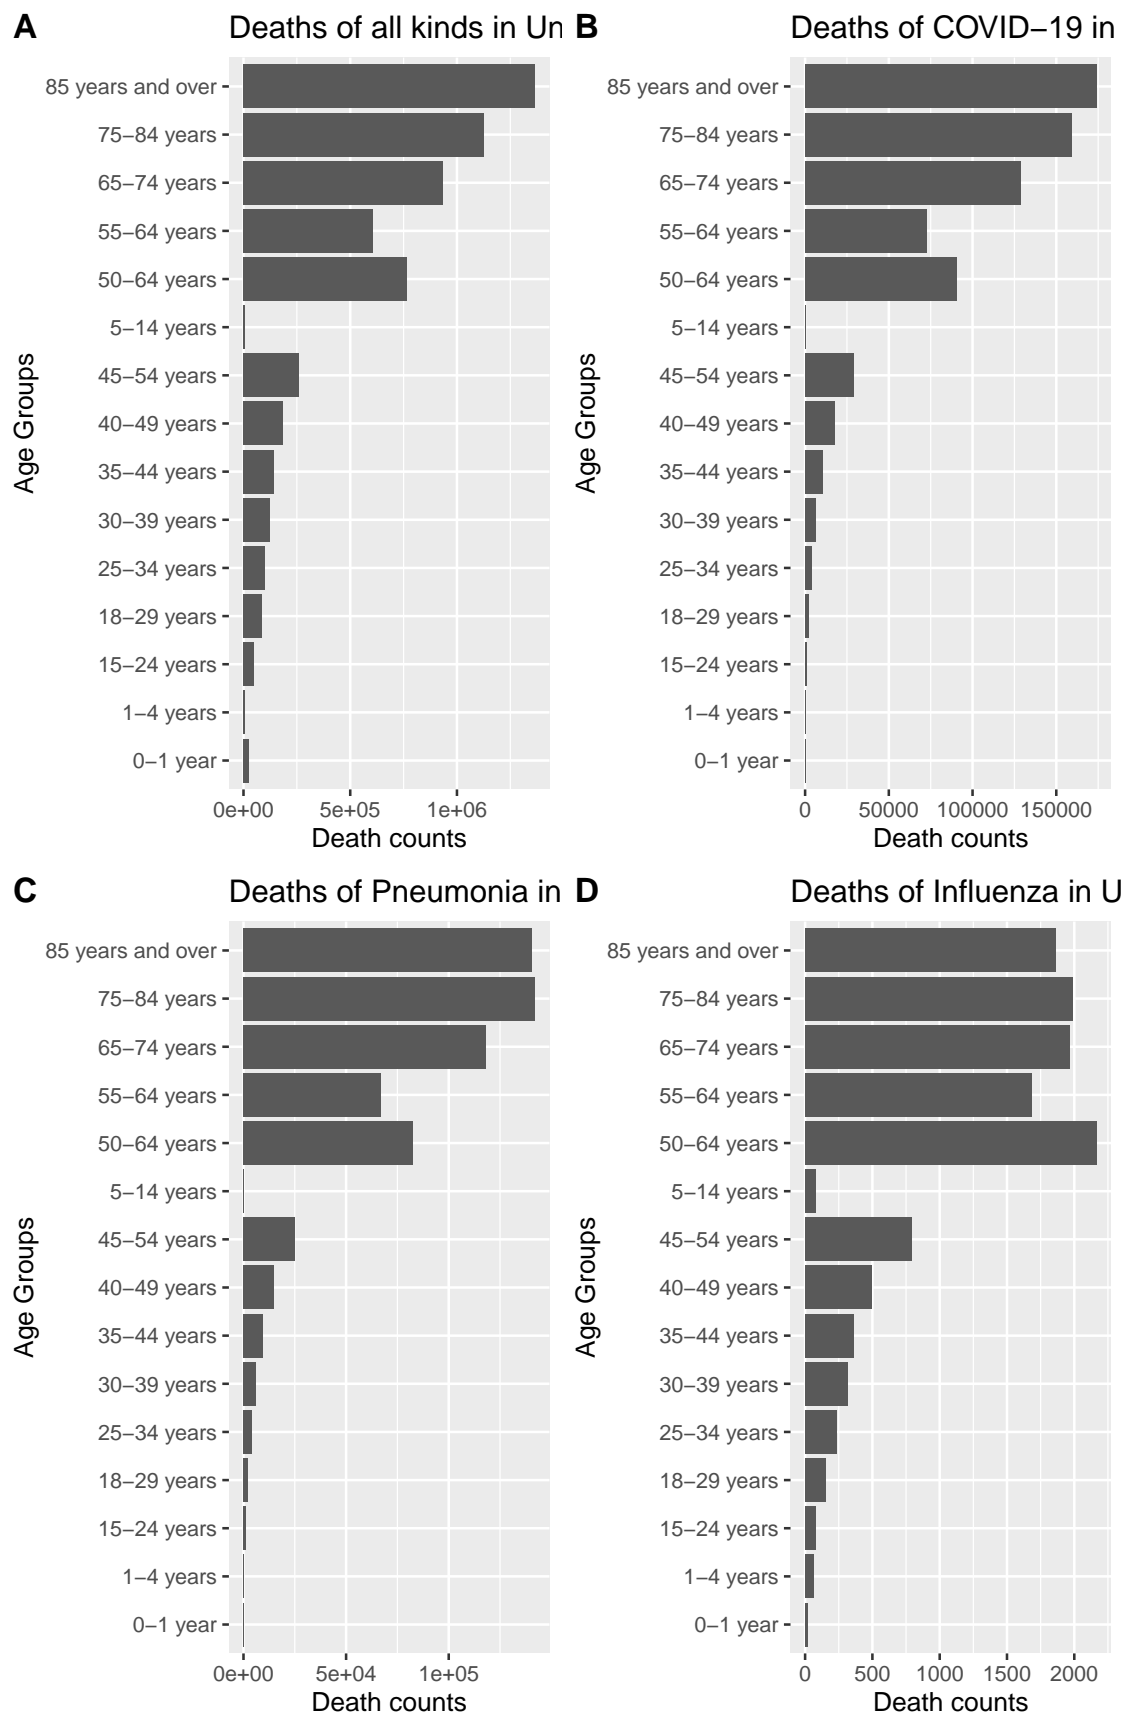 A
Deaths of all kinds in Un
85 years and over
75−84 years
65−74 years
55−64 years
50−64 years
5−14 years
45−54 years
40−49 years
35−44 years
30−39 years
25−34 years
18−29 years
15−24 years
1−4 years
0−1 year
Age Groups
0e+00 5e+05 1e+06
Death counts
B
Deaths of COVID−19 in
85 years and over
75−84 years
65−74 years
55−64 years
50−64 years
5−14 years
45−54 years
40−49 years
35−44 years
30−39 years
25−34 years
18−29 years
15−24 years
1−4 years
0−1 year
Age Groups
0 50000 100000 150000
Death counts
C
Deaths of Pneumonia in
85 years and over
75−84 years
65−74 years
55−64 years
50−64 years
5−14 years
45−54 years
40−49 years
35−44 years
30−39 years
25−34 years
18−29 years
15−24 years
1−4 years
0−1 year
Age Groups
0e+00 5e+04 1e+05
Death counts
D
Deaths of Influenza in U
85 years and over
75−84 years
65−74 years
55−64 years
50−64 years
5−14 years
45−54 years
40−49 years
35−44 years
30−39 years
25−34 years
18−29 years
15−24 years
1−4 years
0−1 year
Age Groups
0 500 1000 1500 2000
Death counts